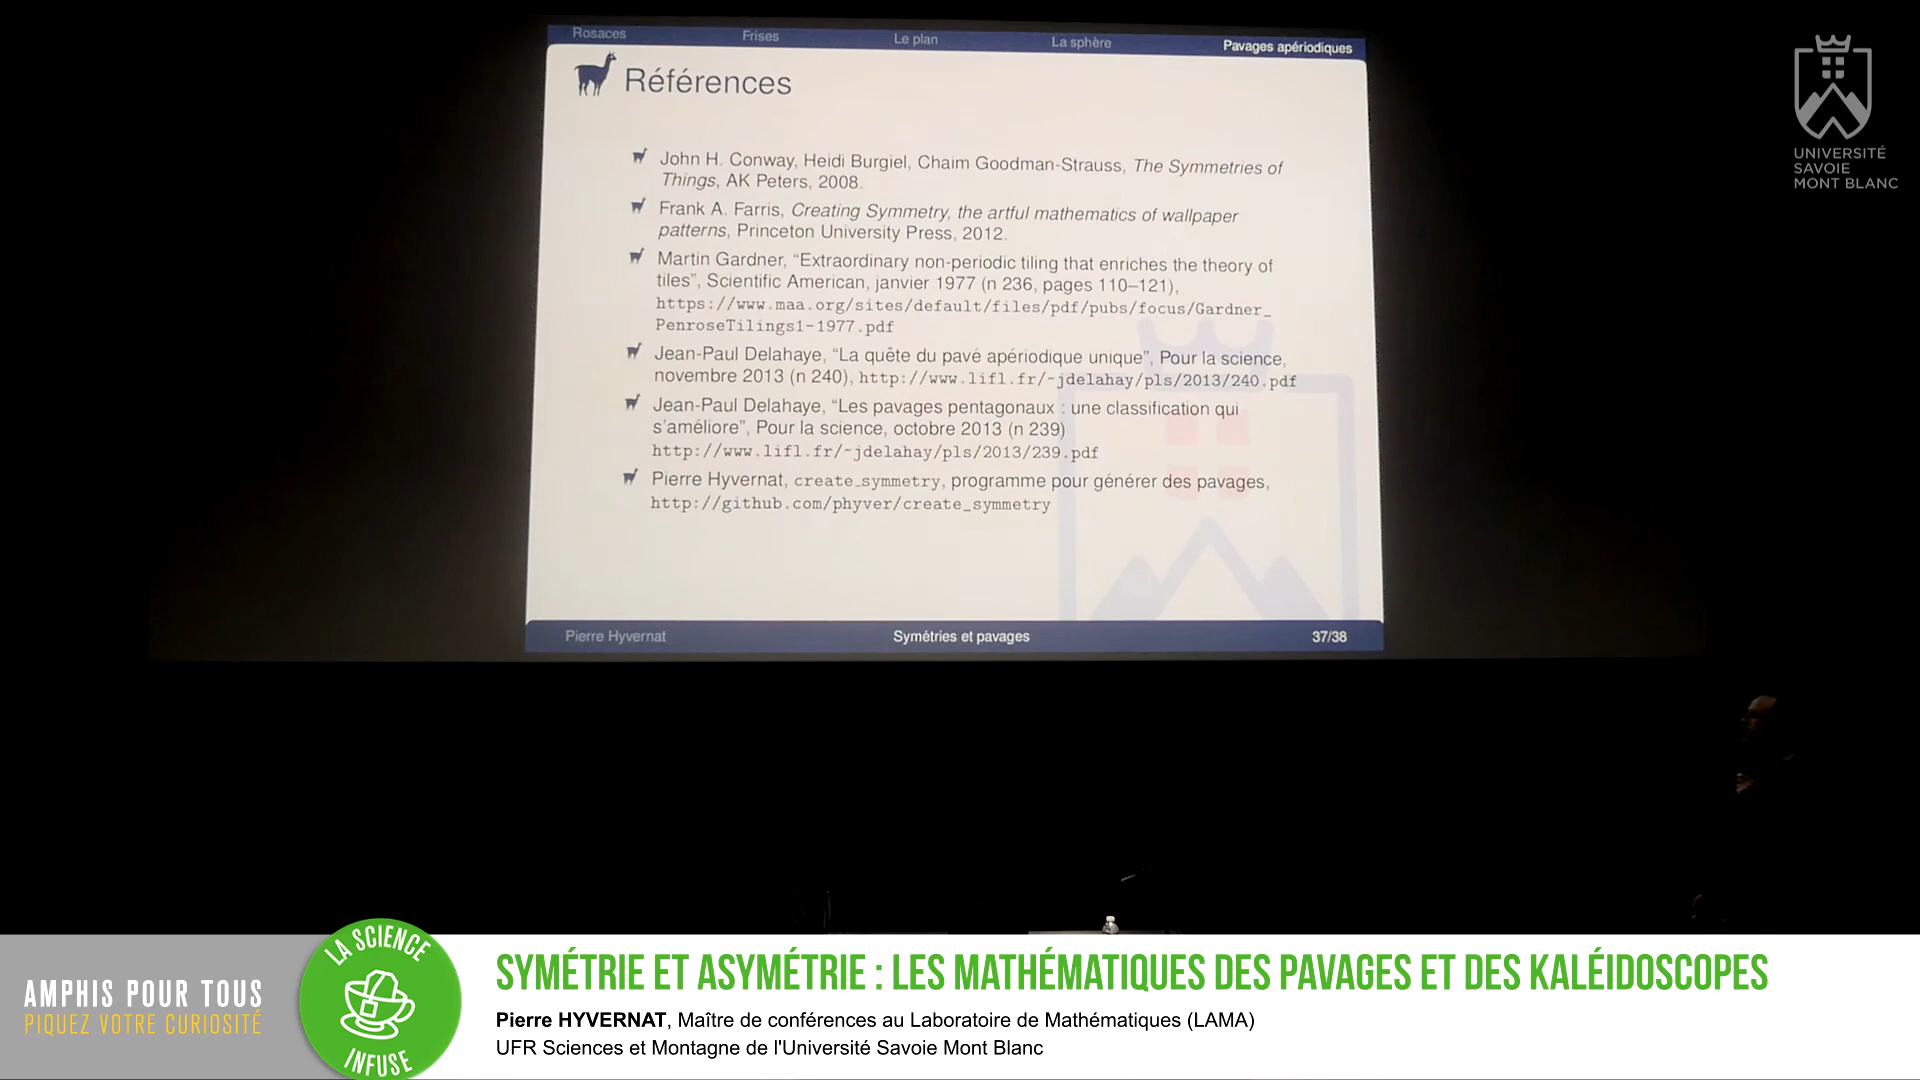 Rosaces Frises Le plan La sphère Pavages apériodiques
Références
John H. Conway, Heidi Burgiel, Chaim Goodman-Strauss, The Symmetries of
Things, AK Peters, 2008.
Frank A. Farris, Creating Symmetry, the artful mathematics of wallpaper
patterns, Princeton University Press, 2012.
Martin Gardner, “Extraordinary non-periodic tiling that enriches the theory of
tiles”, Scientific American, janvier 1977 (n 236, pages 110–121),
https://www.maa.org/sites/default/files/pdf/pubs/focus/Gardner_
PenroseTilings1-1977.pdf
Jean-Paul Delahaye, “La quête du pavé apériodique unique”, Pour la science,
novembre 2013 (n 240), http://www.lifl.fr/~jdelahay/pls/2013/240.pdf
Jean-Paul Delahaye, “Les pavages pentagonaux : une classification qui
s'améliore”, Pour la science, octobre 2013 (n 239)
http://www.lifl.fr/~jdelahay/pls/2013/239.pdf
Pierre Hyvernat, create_symmetry, programme pour générer des pavages,
http://github.com/phyver/create_symmetry
Pierre Hyvernat Symétries et pavages 37/38
UNIVERSITÉ
SAVOIE
MONT BLANC
AMPHIS POUR TOUS
PIQUEZ VOTRE CURIOSITÉ
LA SCIENCE
INFUSE
SYMÉTRIE ET ASYMÉTRIE : LES MATHÉMATIQUES DES PAVAGES ET DES KALÉIDOSCOPES
Pierre HYVERNAT, Maître de conférences au Laboratoire de Mathématiques (LAMA)
UFR Sciences et Montagne de l'Université Savoie Mont Blanc